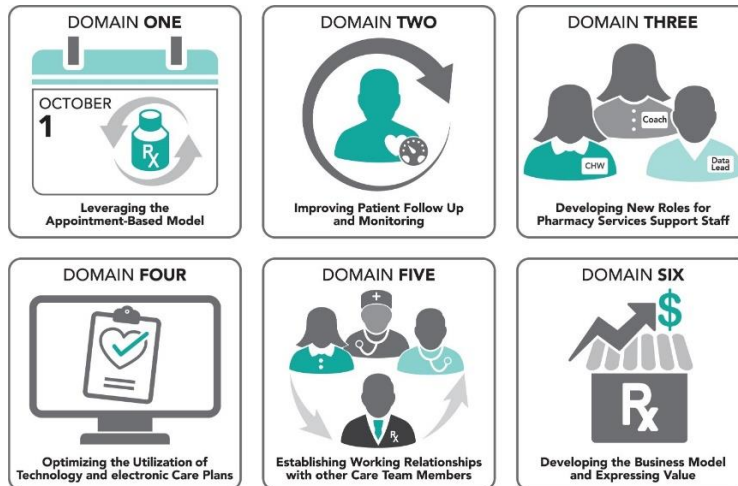 DOMAIN ONE
OCTOBER
1
Rx
Leveraging the
Appointment-Based Model
DOMAIN TWO
Improving Patient Follow Up
and Monitoring
DOMAIN THREE
Coach
CHW
Data
Lead
Developing New Roles for
Pharmacy Services Support Staff
DOMAIN FOUR
Optimizing the Utilization of
Technology and electronic Care Plans
DOMAIN FIVE
Rx
Establishing Working Relationships
with other Care Team Members
DOMAIN SIX
$
Rx
Developing the Business Model
and Expressing Value